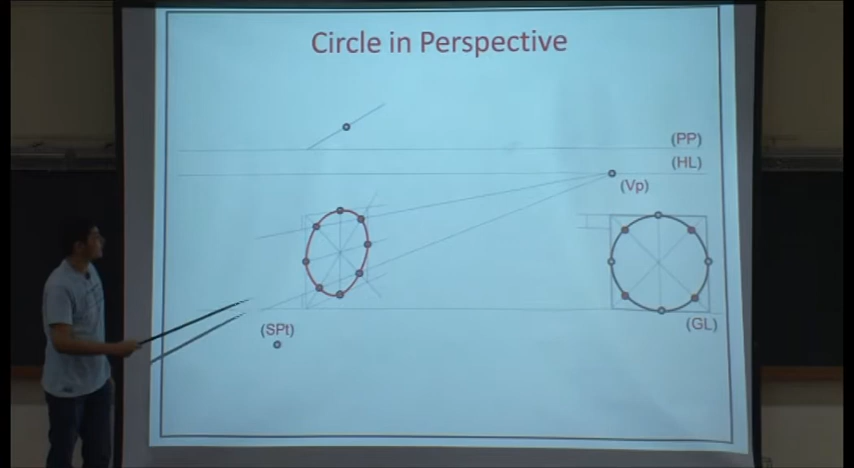 Circle in Perspective
(PP)
(HL)
(Vp)
(SPt)
(GL)